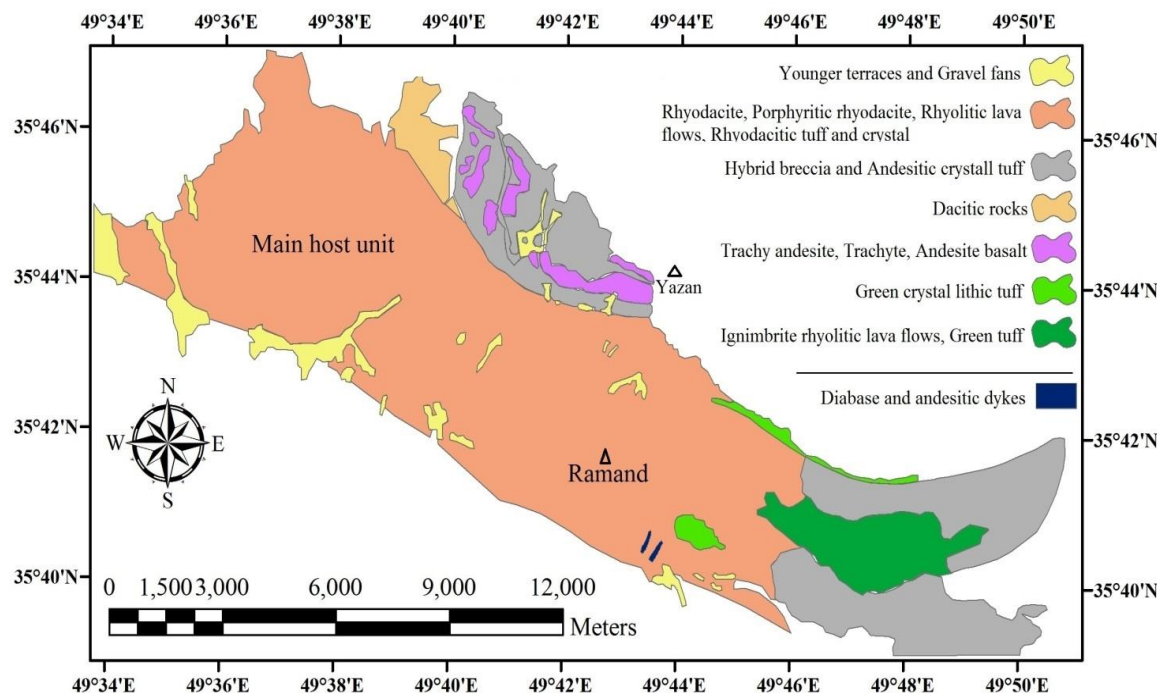 49°34'E 49°36'E 49°38'E 49°40'E 49°42'E 49°44'E 49°46'E 49°48'E 49°50'E
Younger terraces and Gravel fans
35°46'N
35°46'N
Rhyodacite, Porphyritic rhyodacite, Rhyolitic lava
flows, Rhyodacitic tuff and crystal
Hybrid breccia and Andesitic crystall tuff
Dacitic rocks
Main host unit
Trachy andesite, Trachyte, Andesite basalt
35°44'N
35°44'N
Yazan
Green crystal lithic tuff
Ignimbrite rhyolitic lava flows, Green tuff
Diabase and andesitic dykes
N
W E
S
35°42'N
35°42'N
Ramand
35°40'N
35°40'N
0 1,500 3,000 6,000 9,000 12,000
Meters
49°34'E 49°36'E 49°38'E 49°40'E 49°42'E 49°44'E 49°46'E 49°48'E 49°50'E